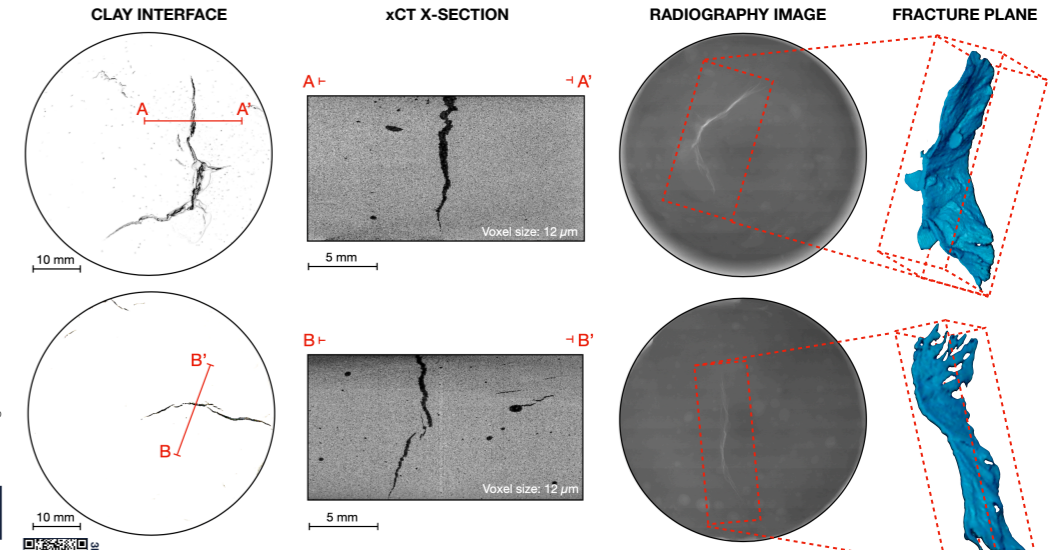 CLAY INTERFACE
xCT X-SECTION
RADIOGRAPHY IMAGE
FRACTURE PLANE
A
A'
A
A'
Voxel size: 12 µm
10 mm
5 mm
B'
B
B
B'
Voxel size: 12 µm
10 mm
5 mm